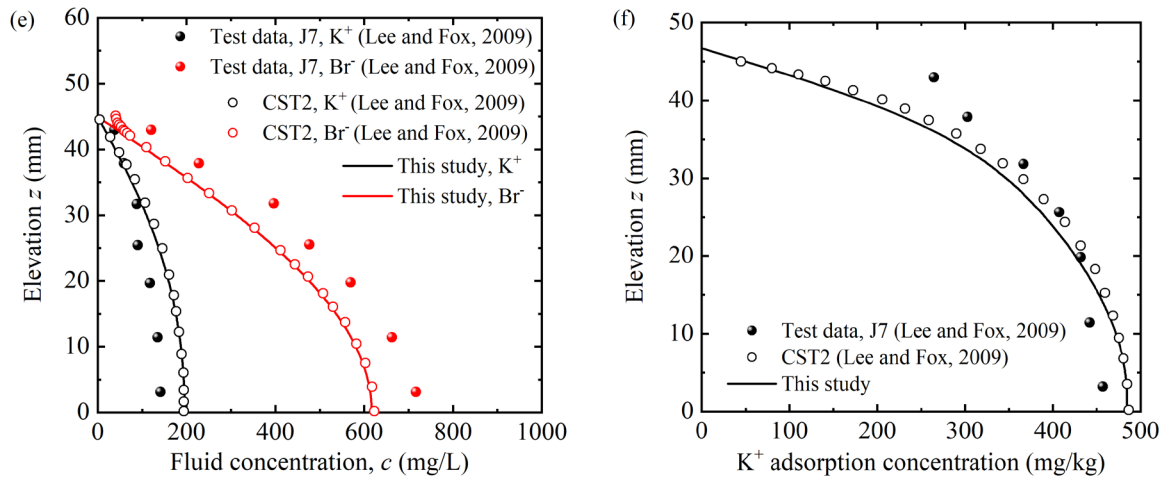 (e)
60
50
40
30
20
10
0
Elevation z (mm)
Test data, J7, K⁺ (Lee and Fox, 2009)
Test data, J7, Br⁻ (Lee and Fox, 2009)
CST2, K⁺ (Lee and Fox, 2009)
CST2, Br⁻ (Lee and Fox, 2009)
This study, K⁺
This study, Br⁻
0 200 400 600 800 1000
Fluid concentration, c (mg/L)
(f)
50
40
30
20
10
0
Elevation z (mm)
Test data, J7 (Lee and Fox, 2009)
CST2 (Lee and Fox, 2009)
This study
0 100 200 300 400 500
K⁺ adsorption concentration (mg/kg)